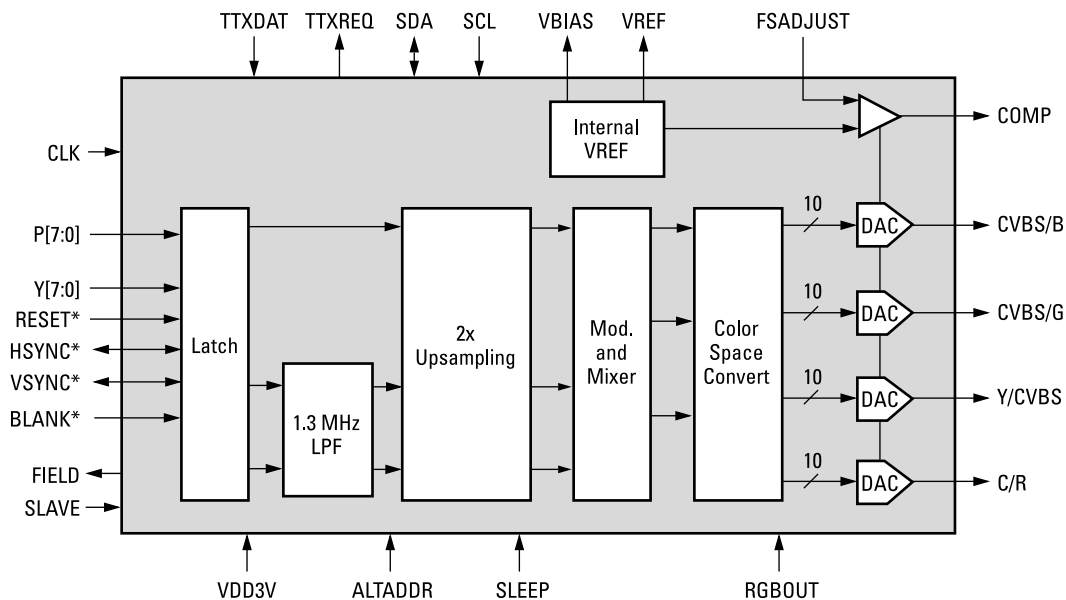 TTXDAT TTXREQ SDA SCL VBIAS VREF FSADJUST
Internal
VREF
COMP
CLK
P[7:0]
Y[7:0]
RESET*
HSYNC*
VSYNC*
BLANK*
FIELD
SLAVE
Latch
1.3 MHz
LPF
2x
Upsampling
Mod.
and
Mixer
Color
Space
Convert
10
DAC
CVBS/B
10
DAC
CVBS/G
10
DAC
Y/CVBS
10
DAC
C/R
VDD3V ALTADDR SLEEP RGBOUT